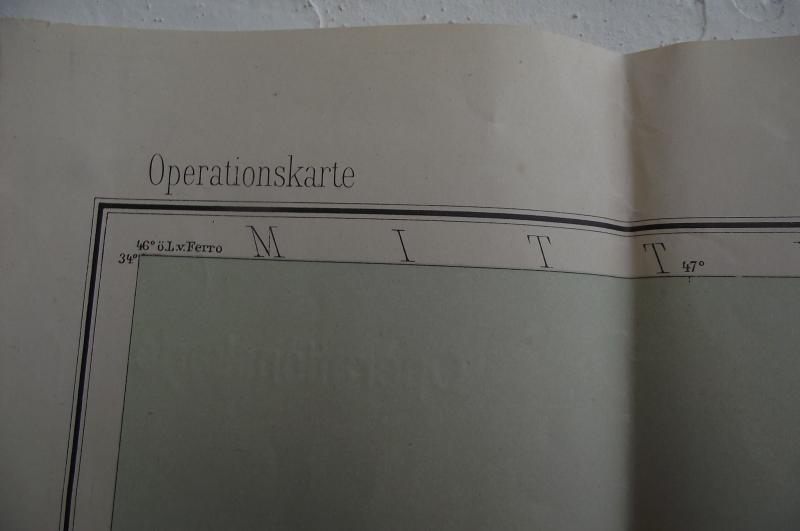 Operationskarte
46° ö.L.v.Ferro M I T T 47°
34°